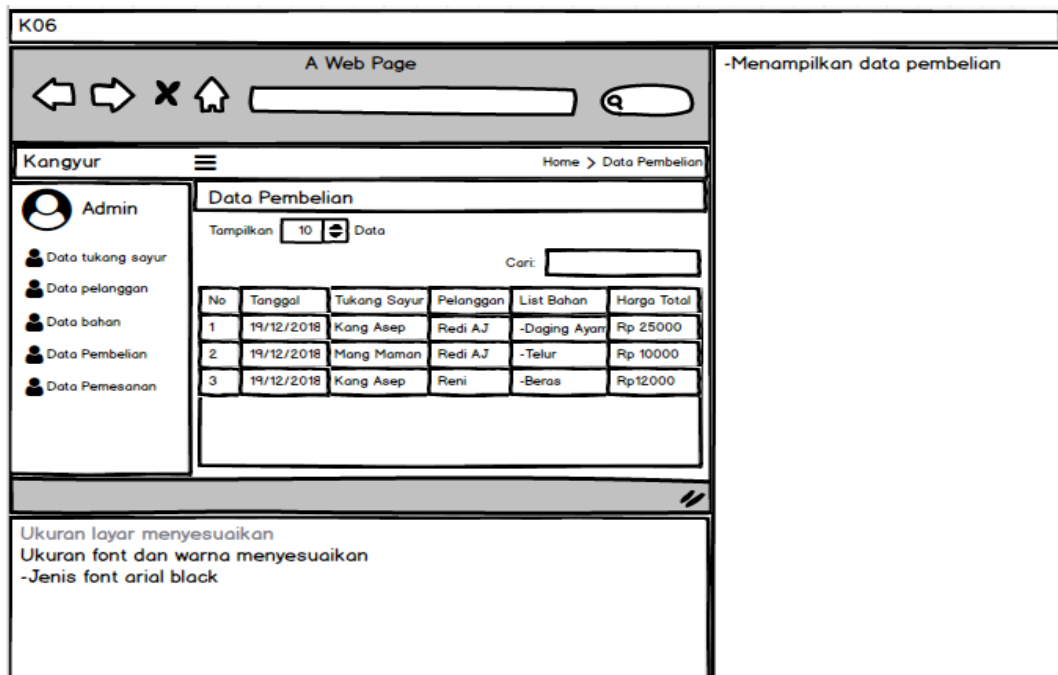 K06
A Web Page
-Menampilkan data pembelian
Kangyur
Home > Data Pembelian
Admin
Data tukang sayur
Data pelanggan
Data bahan
Data Pembelian
Data Pemesanan
Data Pembelian
Tampilkan 10 Data
Cari:
No Tanggal Tukang Sayur Pelanggan List Bahan Harga Total
1 19/12/2018 Kang Asep Redi AJ -Daging Ayam Rp 25000
2 19/12/2018 Mang Maman Redi AJ -Telur Rp 10000
3 19/12/2018 Kang Asep Reni -Beras Rp12000
Ukuran layar menyesuaikan
Ukuran font dan warna menyesuaikan
-Jenis font arial black